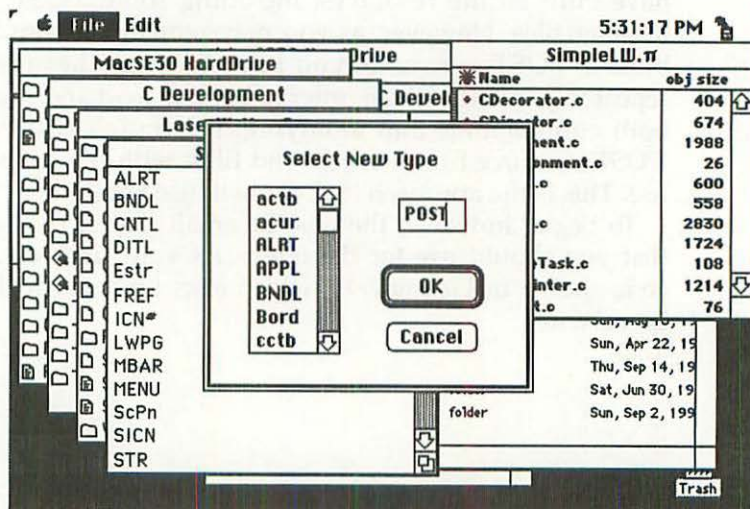 File Edit 5:31:17 PM
MacSE30 HardDrive
Drive
SimpleLW.π
Name obj size
C Development
C Devel
CDecorator.c 404
674
1988
26
.c 600
558
2830
1724
Task.c 108
inter.c 1214
t.c 76
Las
S
ALRT
BNDL
CNTL
DITL
Estr
FREF
ICN#
LWPG
MBAR
MENU
ScPn
SICN
STR
Select New Type
actb
acur
ALRT
APPL
BNDL
Bord
cctb
POST
OK
Cancel
Sun, Apr 22, 19
Thu, Sep 14, 19
Sat, Jun 30, 19
folder Sun, Sep 2, 199
Trash